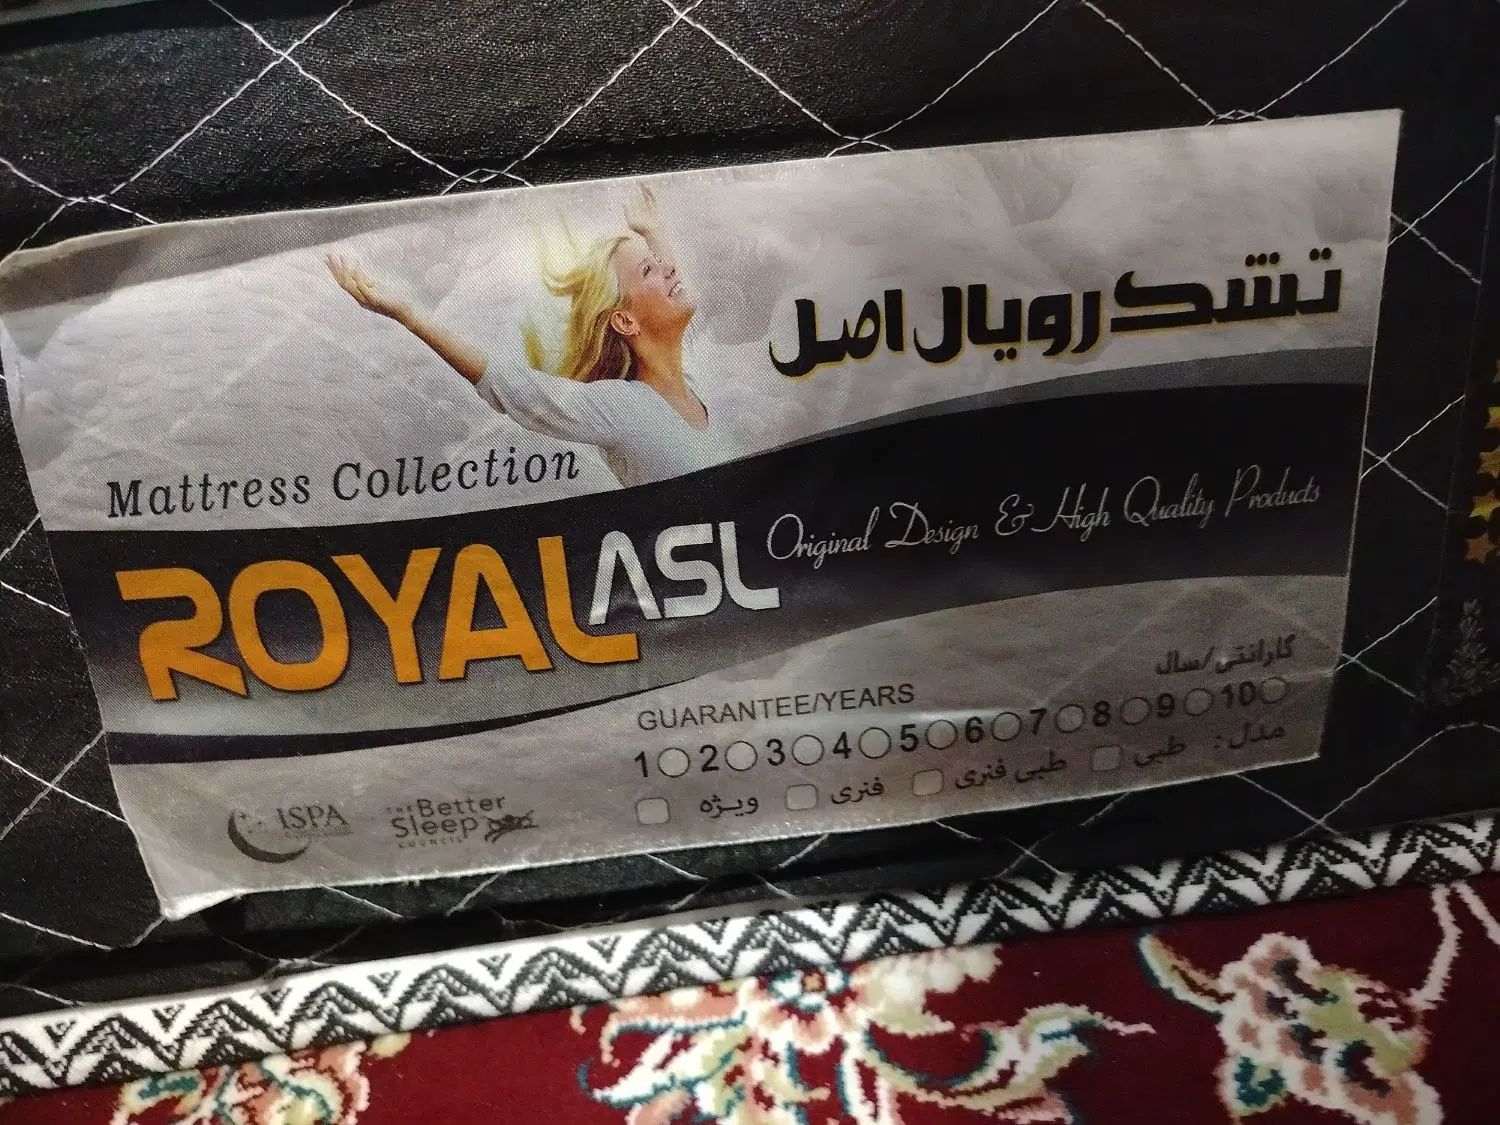 تشک رویال اصل
Mattress Collection
ROYAL ASL
Original Design & High Quality Products
گارانتی/سال
GUARANTEE/YEARS
1 2 3 4 5 6 7 8 9 10
مدل: طبی طبی فنری فنری ویژه
ISPA
Better
Sleep
COUNCIL